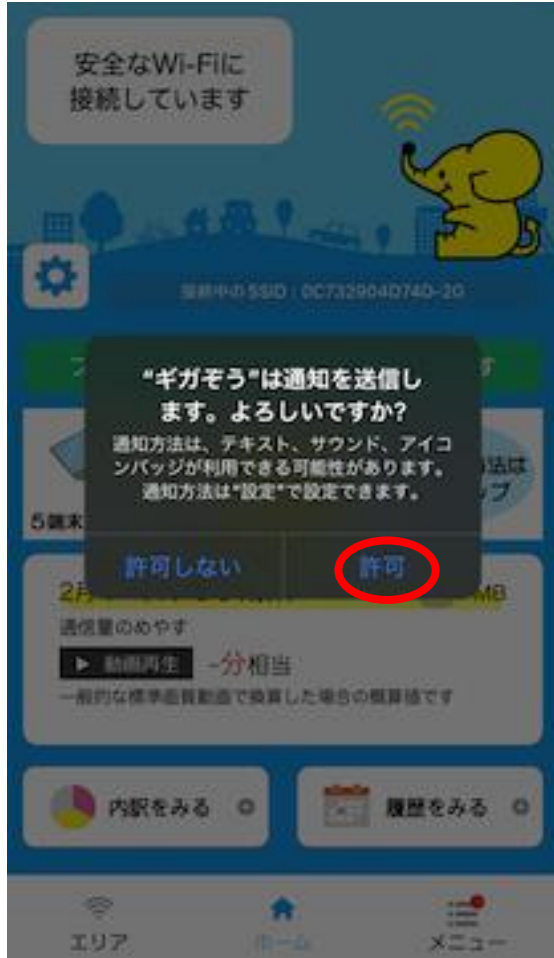 安全なWi-Fiに
接続しています
接続中のSSID : 0C732904D74D-2G
“ギガぞう”は通知を送信し
ます。よろしいですか?
通知方法は、テキスト、サウンド、アイコ
ンバッジが利用できる可能性があります。
通知方法は“設定”で設定できます。
許可しない
許可
5端末
法は
ップ
2月
MB
通信量のめやす
▶ 動画再生 -分相当
一般的な標準画質動画で換算した場合の概算値です
内訳をみる
履歴をみる
エリア
ホーム
メニュー